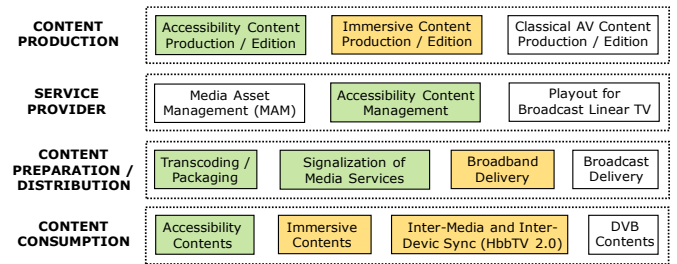 CONTENT
PRODUCTION
Accessibility Content
Production / Edition
Immersive Content
Production / Edition
Classical AV Content
Production / Edition
SERVICE
PROVIDER
Media Asset
Management (MAM)
Accessibility Content
Management
Playout for
Broadcast Linear TV
CONTENT
PREPARATION /
DISTRIBUTION
Transcoding /
Packaging
Signalization of
Media Services
Broadband
Delivery
Broadcast
Delivery
CONTENT
CONSUMPTION
Accessibility
Contents
Immersive
Contents
Inter-Media and Inter-
Devic Sync (HbbTV 2.0)
DVB
Contents